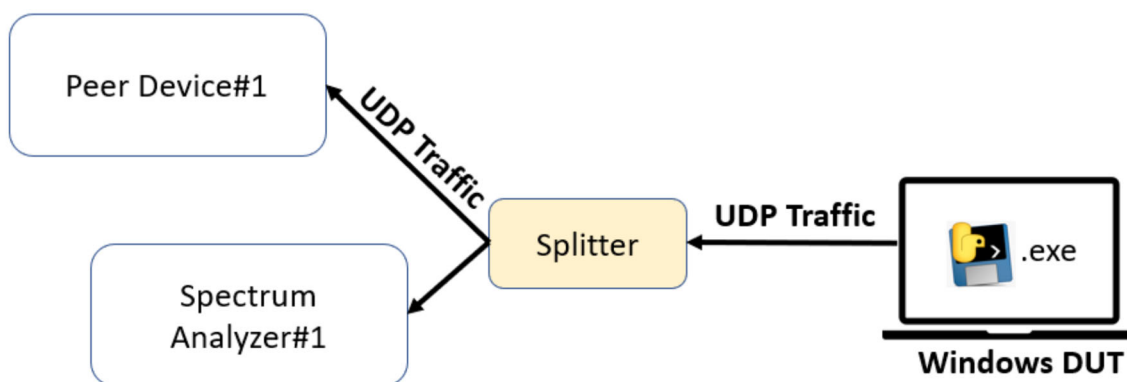 Peer Device#1
UDP Traffic
Splitter
UDP Traffic
.exe
Spectrum
Analyzer#1
Windows DUT